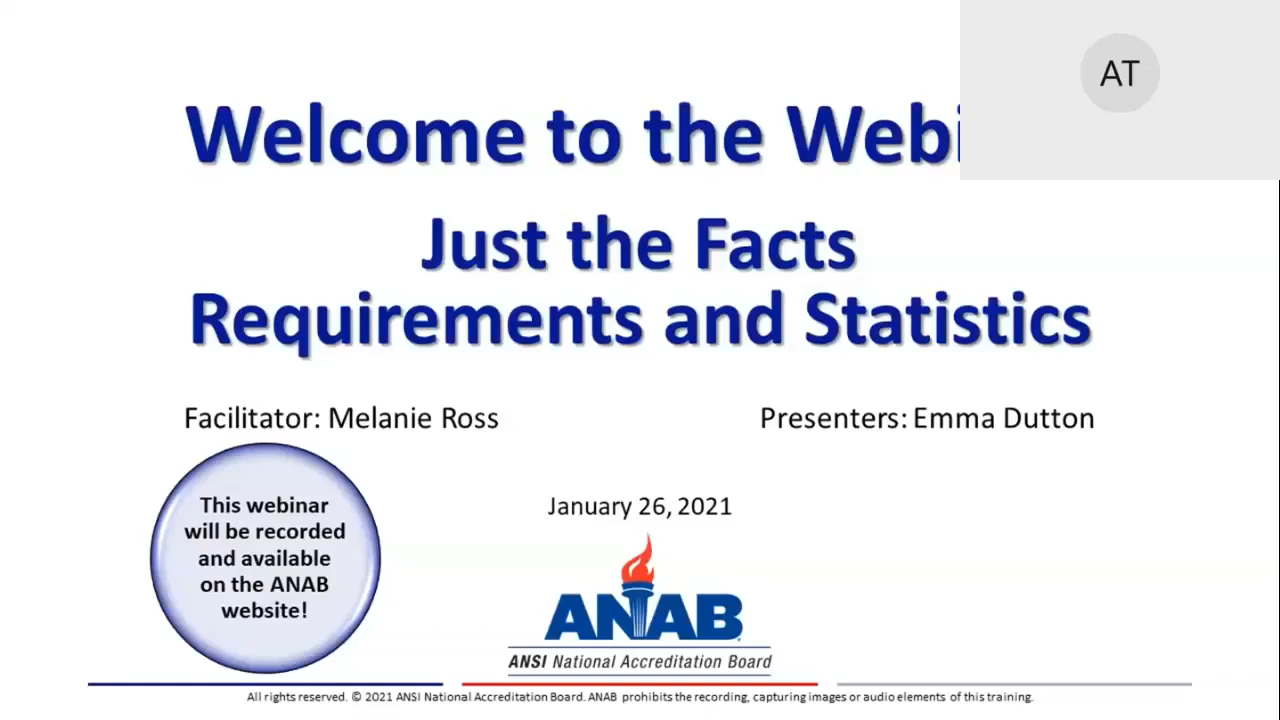 AT
Welcome to the Webi
Just the Facts
Requirements and Statistics
Facilitator: Melanie Ross
Presenters: Emma Dutton
This webinar
will be recorded
and available
on the ANAB
website!
January 26, 2021
ANAB
ANSI National Accreditation Board
All rights reserved. © 2021 ANSI National Accreditation Board. ANAB prohibits the recording, capturing images or audio elements of this training.